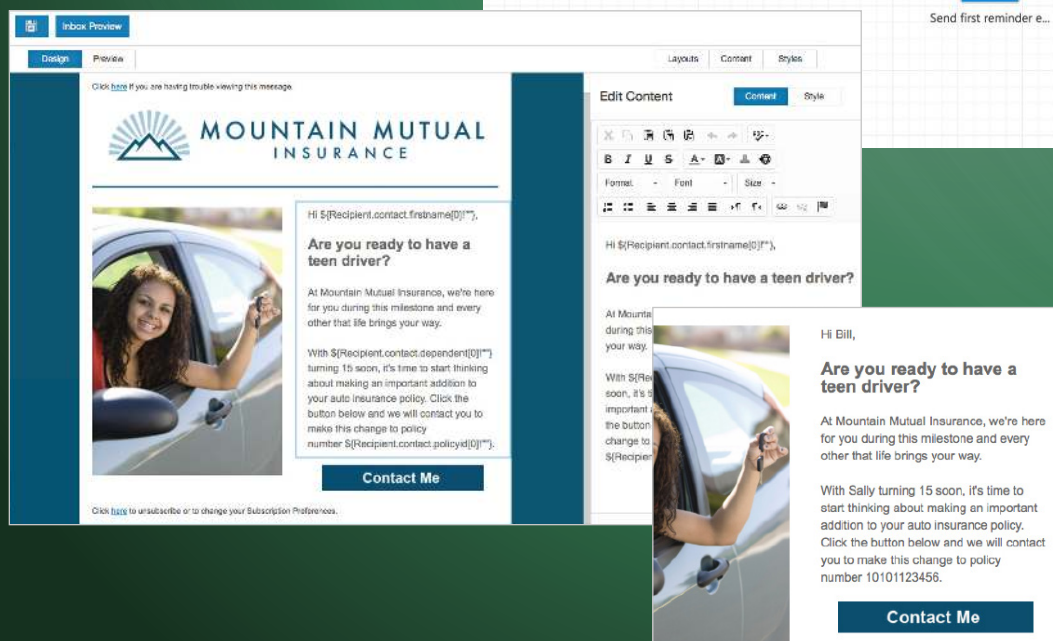 Send first reminder e...
Inbox Preview
Design
Preview
Layouts
Content
Styles
Click here if you are having trouble viewing this message.
MOUNTAIN MUTUAL
INSURANCE
Hi ${Recipient.contact.firstname[0]!""},
Are you ready to have a
teen driver?
At Mountain Mutual Insurance, we're here
for you during this milestone and every
other that life brings your way.
With ${Recipient.contact.dependent[0]!""}
turning 15 soon, it's time to start thinking
about making an important addition to
your auto insurance policy. Click the
button below and we will contact you to
make this change to policy
number ${Recipient.contact.policyid[0]!""}.
Contact Me
Click here to unsubscribe or to change your Subscription Preferences.
Edit Content
Content
Style
B I U S A A
Format
Font
Size
Hi ${Recipient.contact.firstname[0]!""},
Are you ready to have a teen driver?
At Mounta
during this
your way.
With ${Re
soon, it's t
important
the button
change to
${Recipien
Hi Bill,
Are you ready to have a
teen driver?
At Mountain Mutual Insurance, we're here
for you during this milestone and every
other that life brings your way.
With Sally turning 15 soon, it's time to
start thinking about making an important
addition to your auto insurance policy.
Click the button below and we will contact
you to make this change to policy
number 10101123456.
Contact Me